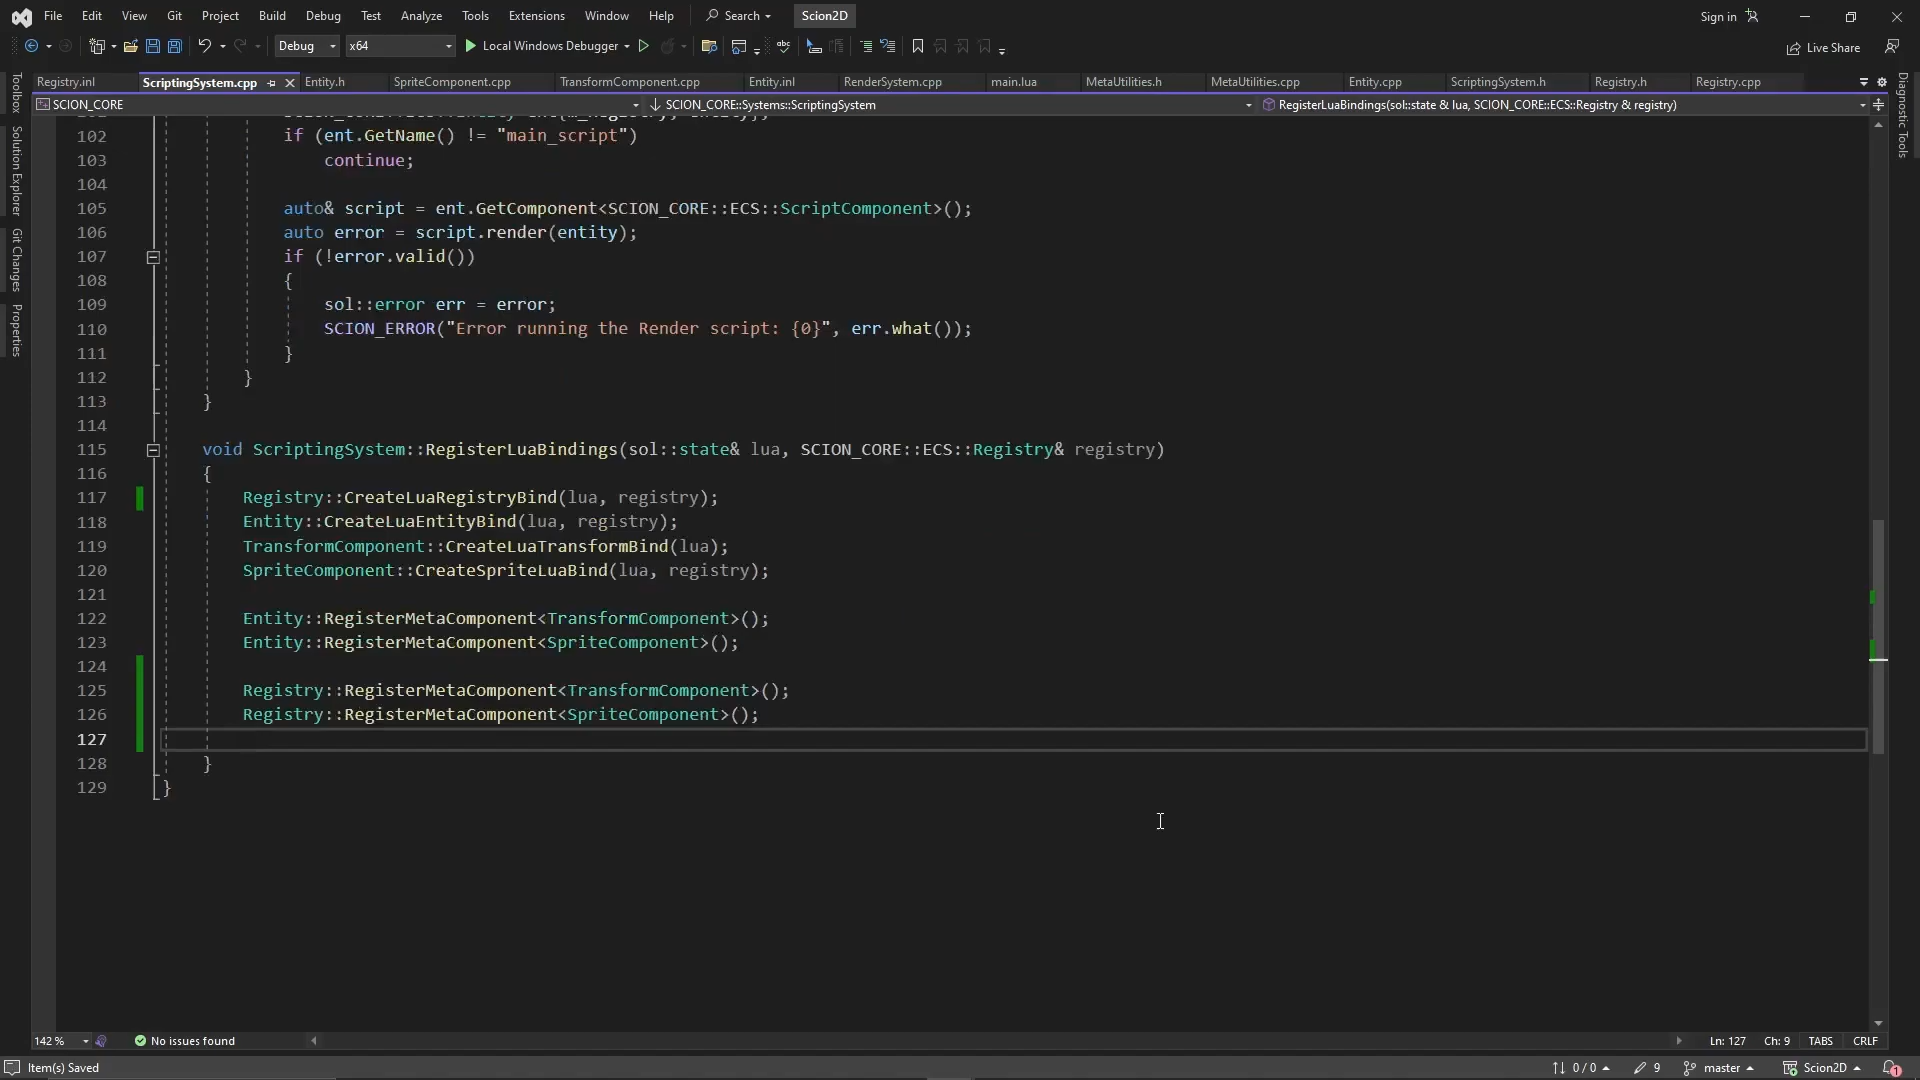 File Edit View Git Project Build Debug Test Analyze Tools Extensions Window Help Search Scion2D Sign in
Debug x64 Local Windows Debugger Live Share
Registry.inl ScriptingSystem.cpp Entity.h SpriteComponent.cpp TransformComponent.cpp Entity.inl RenderSystem.cpp main.lua MetaUtilities.h MetaUtilities.cpp Entity.cpp ScriptingSystem.h Registry.h Registry.cpp
SCION_CORE SCION_CORE::Systems::ScriptingSystem RegisterLuaBindings(sol::state & lua, SCION_CORE::ECS::Registry & registry)
Toolbox
Solution Explorer
Git Changes
Properties
Diagnostic Tools
102 if (ent.GetName() != "main_script")
103 continue;
104
105 auto& script = ent.GetComponent<SCION_CORE::ECS::ScriptComponent>();
106 auto error = script.render(entity);
107 if (!error.valid())
108 {
109 sol::error err = error;
110 SCION_ERROR("Error running the Render script: {0}", err.what());
111 }
112 }
113 }
114
115 void ScriptingSystem::RegisterLuaBindings(sol::state& lua, SCION_CORE::ECS::Registry& registry)
116 {
117 Registry::CreateLuaRegistryBind(lua, registry);
118 Entity::CreateLuaEntityBind(lua, registry);
119 TransformComponent::CreateLuaTransformBind(lua);
120 SpriteComponent::CreateSpriteLuaBind(lua, registry);
121
122 Entity::RegisterMetaComponent<TransformComponent>();
123 Entity::RegisterMetaComponent<SpriteComponent>();
124
125 Registry::RegisterMetaComponent<TransformComponent>();
126 Registry::RegisterMetaComponent<SpriteComponent>();
127
128 }
129 }
142 % No issues found Ln: 127 Ch: 9 TABS CRLF
Item(s) Saved 0 / 0 9 master Scion2D 1